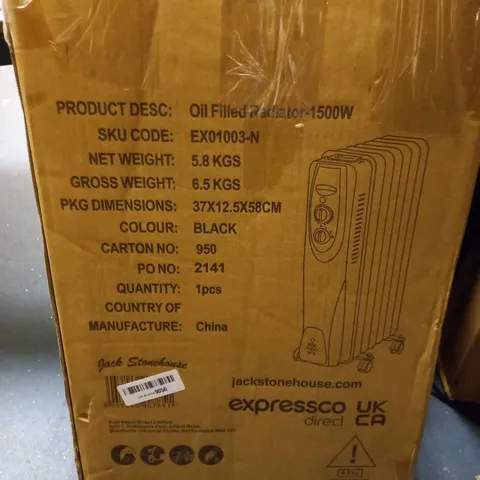 PRODUCT DESC: Oil Filled Radiator-1500W
SKU CODE: EX01003-N
NET WEIGHT: 5.8 KGS
GROSS WEIGHT: 6.5 KGS
PKG DIMENSIONS: 37X12.5X58CM
COLOUR: BLACK
CARTON NO: 950
PO NO: 2141
QUANTITY: 1pcs
COUNTRY OF
MANUFACTURE: China
Jack Stonehouse
9050
jackstonehouse.com
expressco
direct
UK
CA